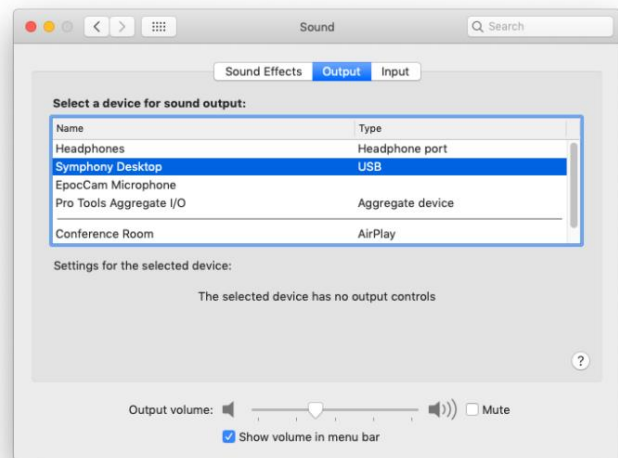 Sound
Search
Sound Effects Output Input
Select a device for sound output:
Name Type
Headphones Headphone port
Symphony Desktop USB
EpocCam Microphone
Pro Tools Aggregate I/O Aggregate device
Conference Room AirPlay
Settings for the selected device:
The selected device has no output controls
?
Output volume: Mute
Show volume in menu bar